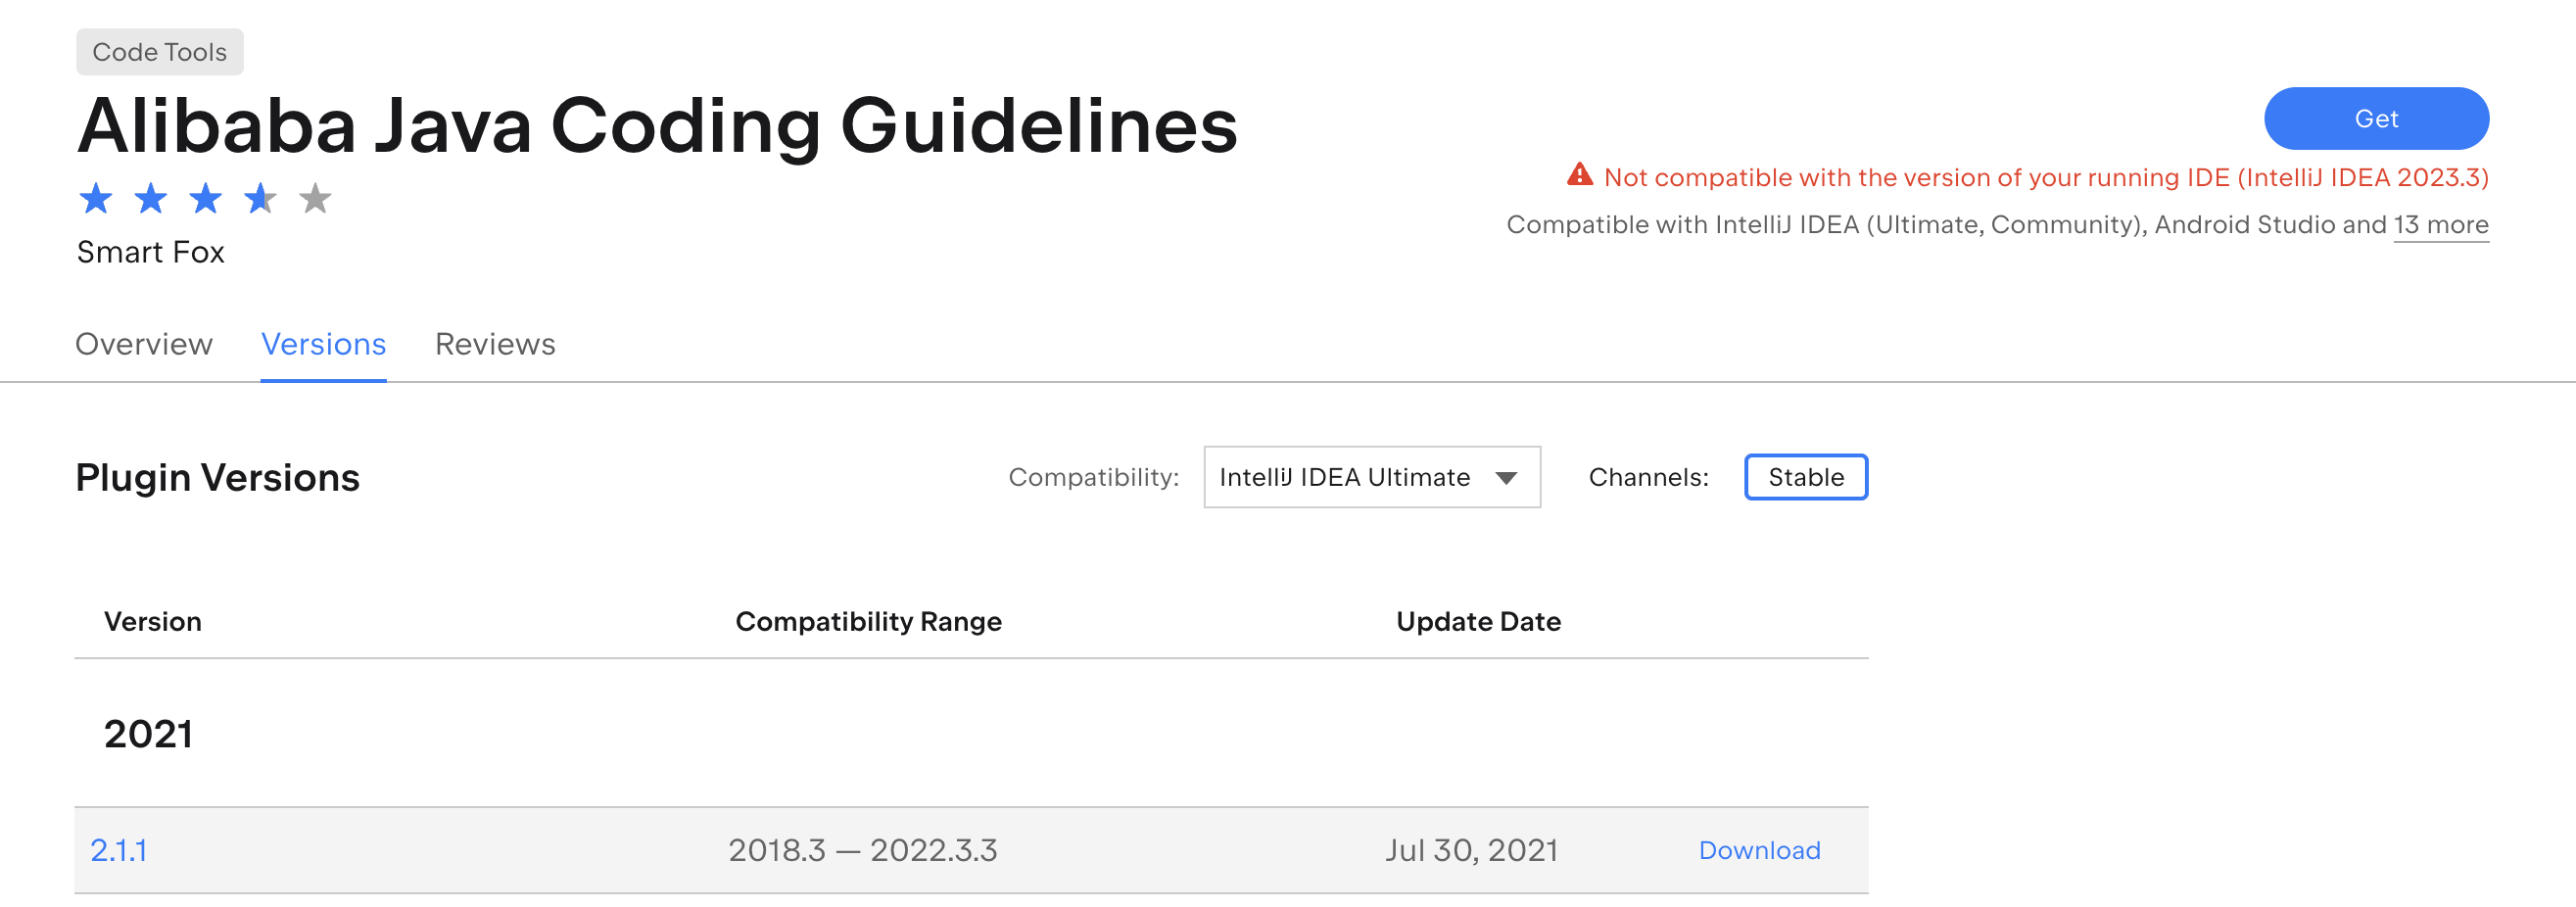 Code Tools
Alibaba Java Coding Guidelines
Get
Not compatible with the version of your running IDE (IntelliJ IDEA 2023.3)
Compatible with IntelliJ IDEA (Ultimate, Community), Android Studio and 13 more
Smart Fox
Overview Versions Reviews
Plugin Versions Compatibility: IntelliJ IDEA Ultimate Channels: Stable
Version Compatibility Range Update Date
2021
2.1.1 2018.3 — 2022.3.3 Jul 30, 2021 Download